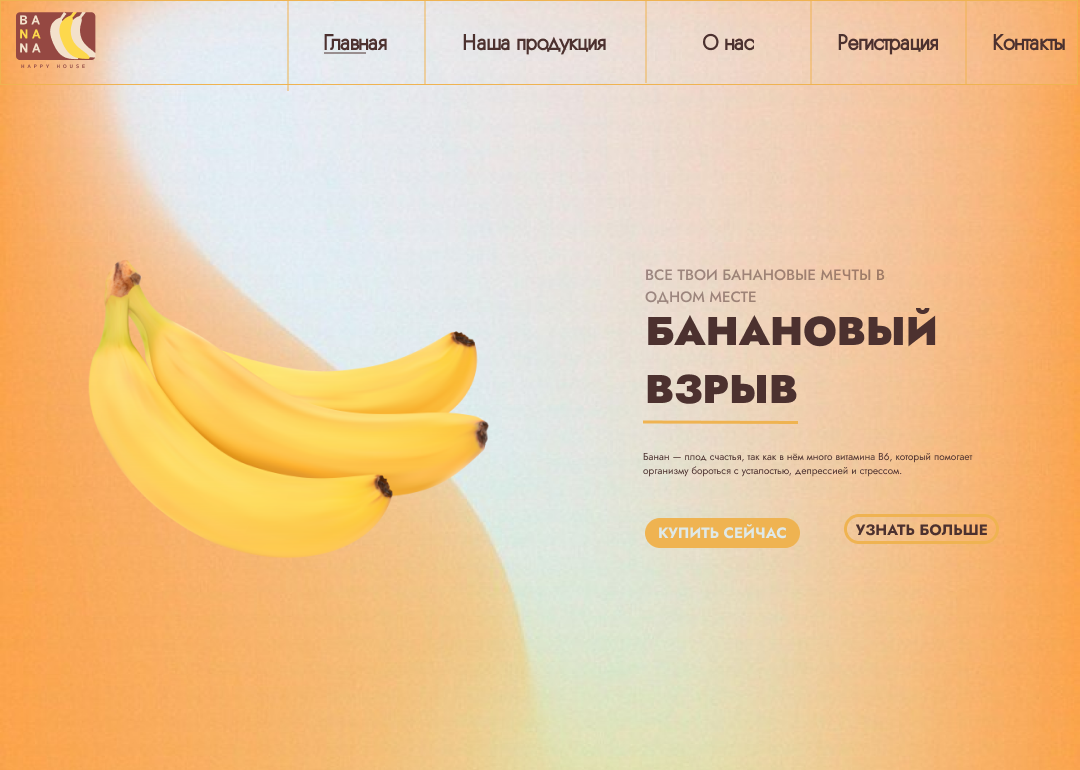 BA
NA
NA
HAPPY HOUSE
Главная
Наша продукция
О нас
Регистрация
Контакты
ВСЕ ТВОИ БАНАНОВЫЕ МЕЧТЫ В
ОДНОМ МЕСТЕ
БАНАНОВЫЙ
ВЗРЫВ
Банан — плод счастья, так как в нём много витамина B6, который помогает
организму бороться с усталостью, депрессией и стрессом.
КУПИТЬ СЕЙЧАС
УЗНАТЬ БОЛЬШЕ